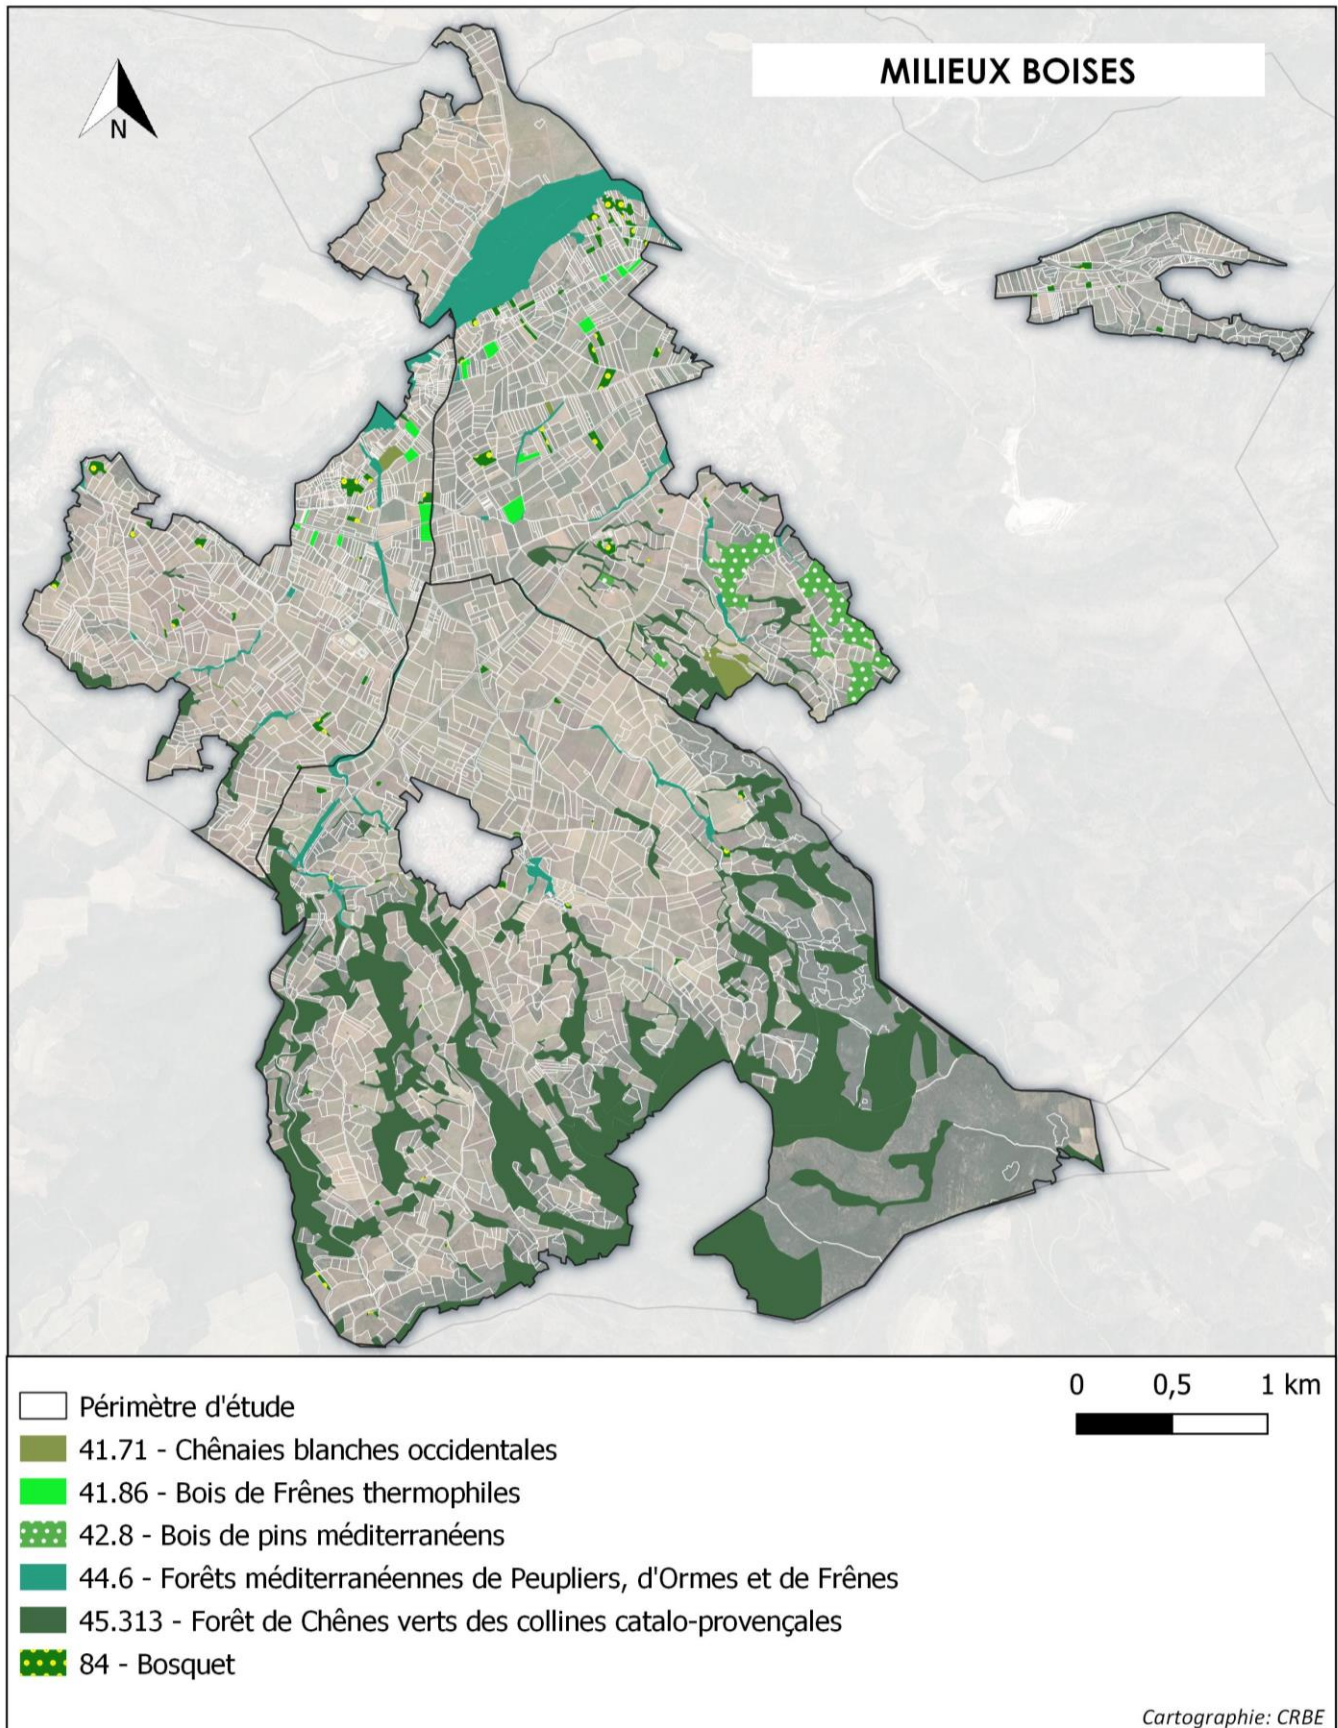 MILIEUX BOISES
N
0 0,5 1 km
Périmètre d'étude
41.71 - Chênaies blanches occidentales
41.86 - Bois de Frênes thermophiles
42.8 - Bois de pins méditerranéens
44.6 - Forêts méditerranéennes de Peupliers, d'Ormes et de Frênes
45.313 - Forêt de Chênes verts des collines catalo-provençales
84 - Bosquet
Cartographie: CRBE